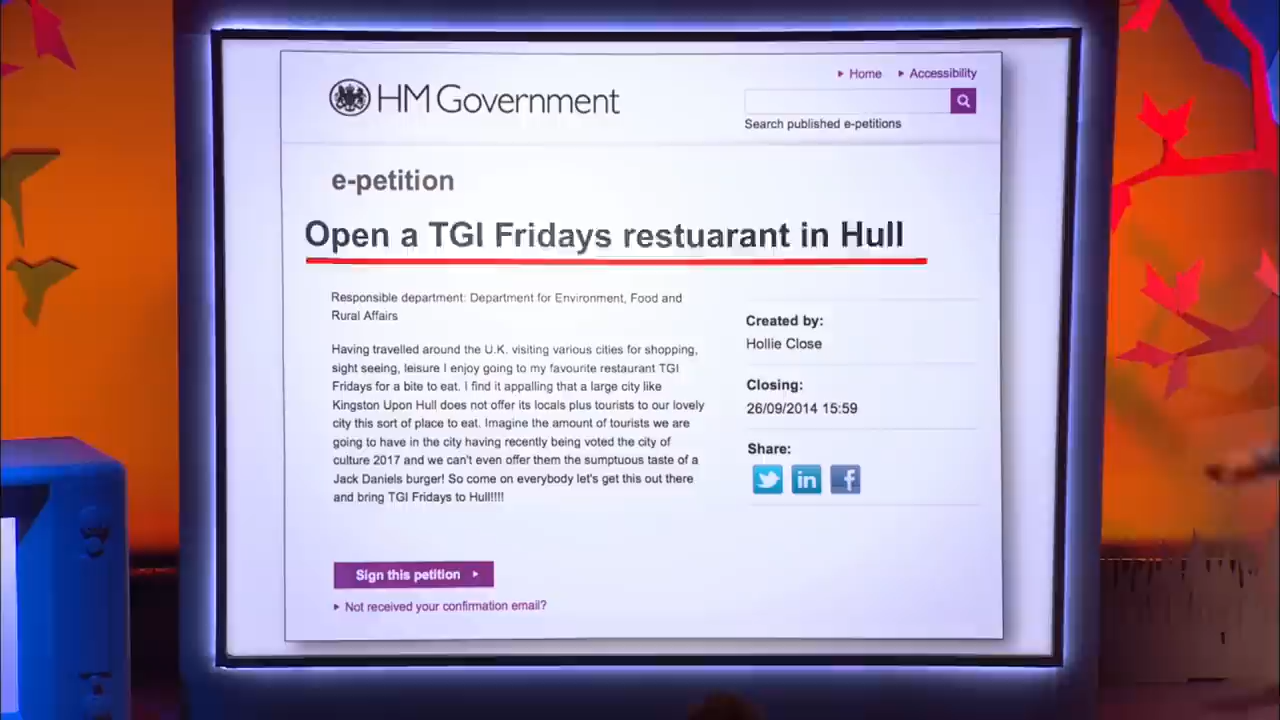 Home Accessibility
HM Government
Search published e-petitions
e-petition
Open a TGI Fridays restuarant in Hull
Responsible department: Department for Environment, Food and
Rural Affairs
Having travelled around the U.K. visiting various cities for shopping,
sight seeing, leisure I enjoy going to my favourite restaurant TGI
Fridays for a bite to eat. I find it appalling that a large city like
Kingston Upon Hull does not offer its locals plus tourists to our lovely
city this sort of place to eat. Imagine the amount of tourists we are
going to have in the city having recently being voted the city of
culture 2017 and we can't even offer them the sumptuous taste of a
Jack Daniels burger! So come on everybody let's get this out there
and bring TGI Fridays to Hull!!!!
Created by:
Hollie Close
Closing:
26/09/2014 15:59
Share:
in f
Sign this petition
Not received your confirmation email?